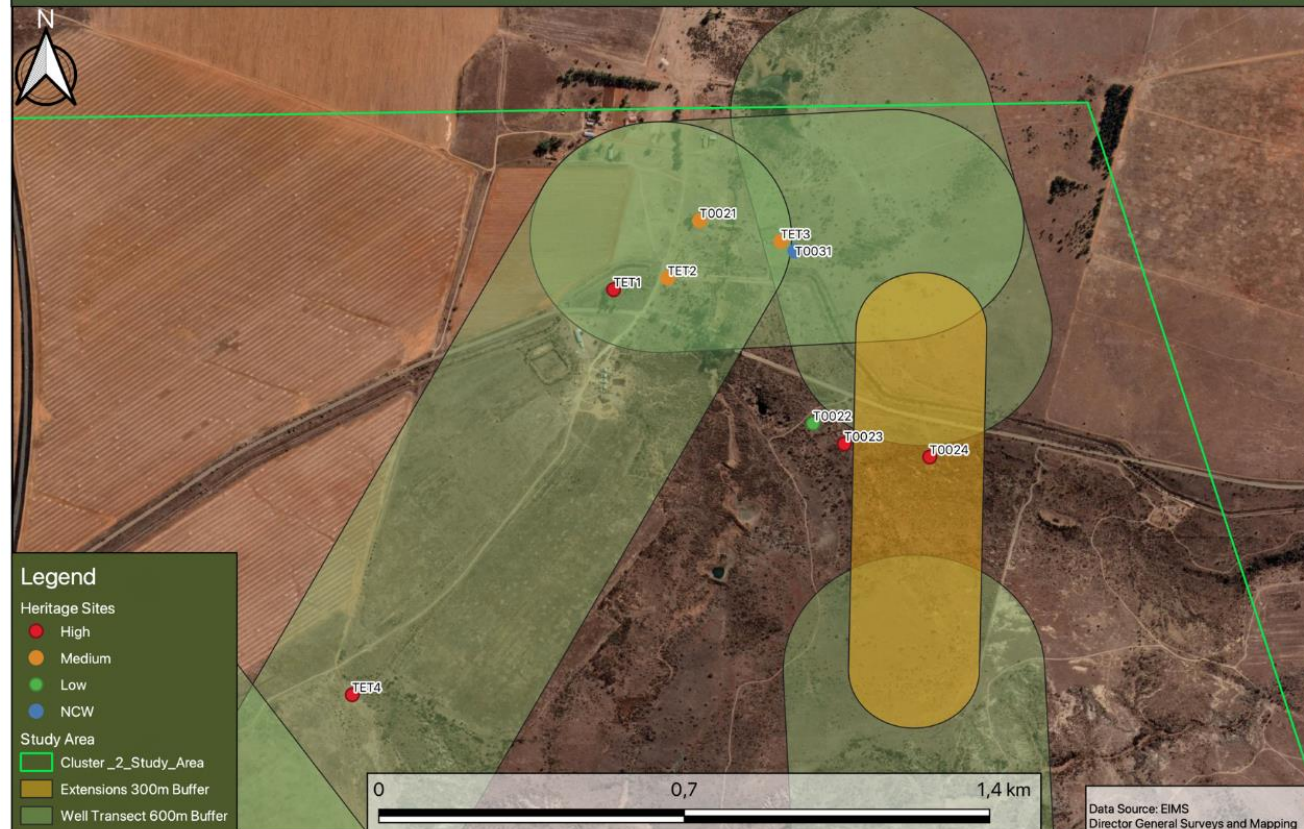 N
T0021
TET3
T0031
TET2
TET1
T0022
T0023
T0024
TET4
Legend
Heritage Sites
High
Medium
Low
NCW
Study Area
Cluster_2_Study_Area
Extensions 300m Buffer
Well Transect 600m Buffer
0 0,7 1,4 km
Data Source: EIMS
Director General Surveys and Mapping